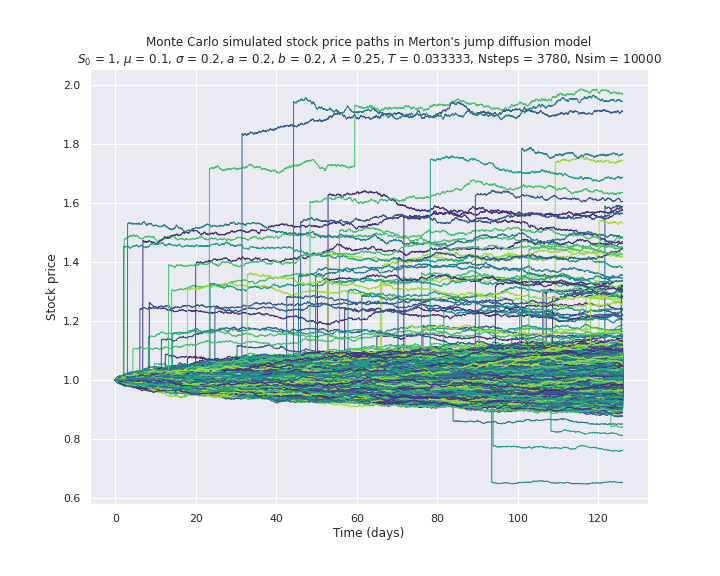 Monte Carlo simulated stock price paths in Merton's jump diffusion model
S₀ = 1, μ = 0.1, σ = 0.2, a = 0.2, b = 0.2, λ = 0.25, T = 0.033333, Nsteps = 3780, Nsim = 10000
2.0
1.8
1.6
1.4
1.2
1.0
0.8
0.6
Stock price
0 20 40 60 80 100 120
Time (days)